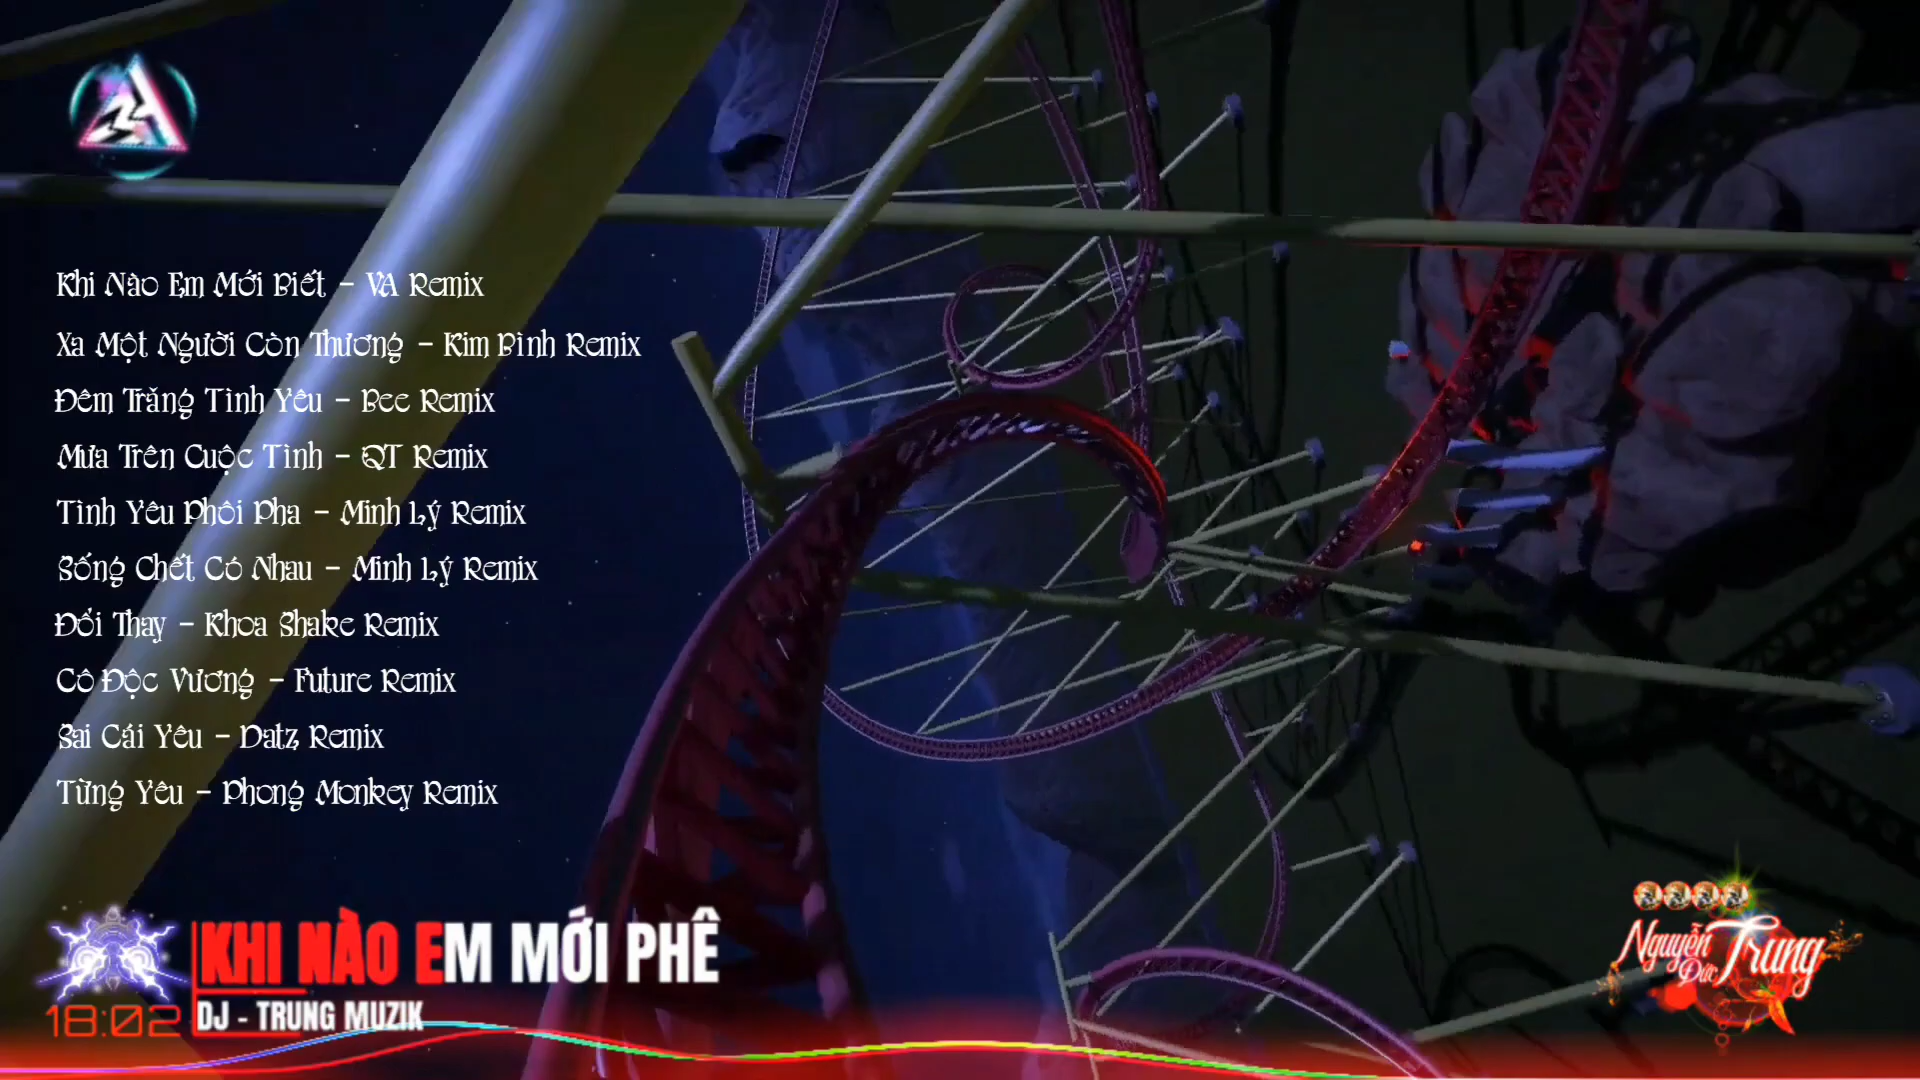 Khi Nào Em Mới Biết - VA Remix
Xa Một Người Còn Thương - Kim Bình Remix
Đêm Trắng Tình Yêu - Bee Remix
Mưa Trên Cuộc Tình - QT Remix
Tình Yêu Phôi Pha - Minh Lý Remix
Sống Chết Có Nhau - Minh Lý Remix
Đổi Thay - Khoa Shake Remix
Cô Độc Vương - Future Remix
Sai Cái Yêu - Datz Remix
Từng Yêu - Phong Monkey Remix
KHI NÀO EM MỚI PHÊ
18:02
DJ - TRUNG MUZIK
Nguyễn Đức Trung